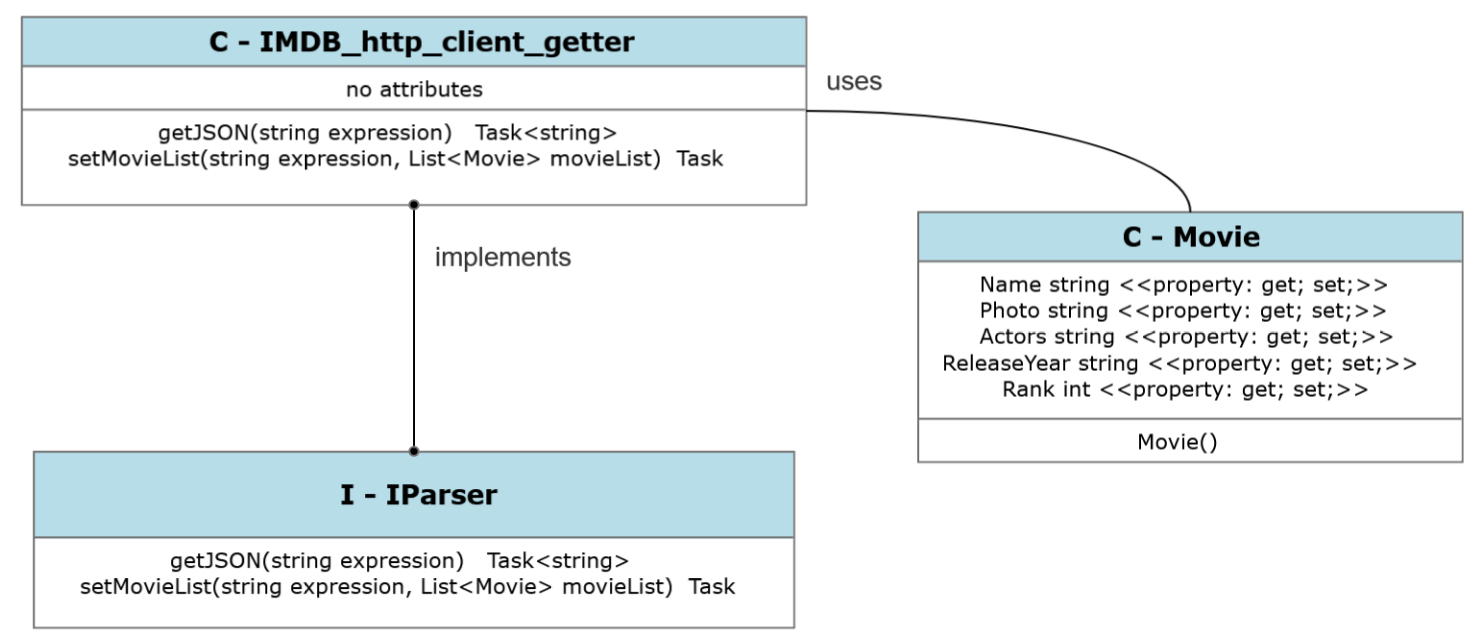 C - IMDB_http_client_getter
no attributes
getJSON(string expression)   Task<string>
setMovieList(string expression, List<Movie> movieList)  Task
uses
implements
C - Movie
Name string <<property: get; set;>>
Photo string <<property: get; set;>>
Actors string <<property: get; set;>>
ReleaseYear string <<property: get; set;>>
Rank int <<property: get; set;>>
Movie()
I - IParser
getJSON(string expression)   Task<string>
setMovieList(string expression, List<Movie> movieList)  Task